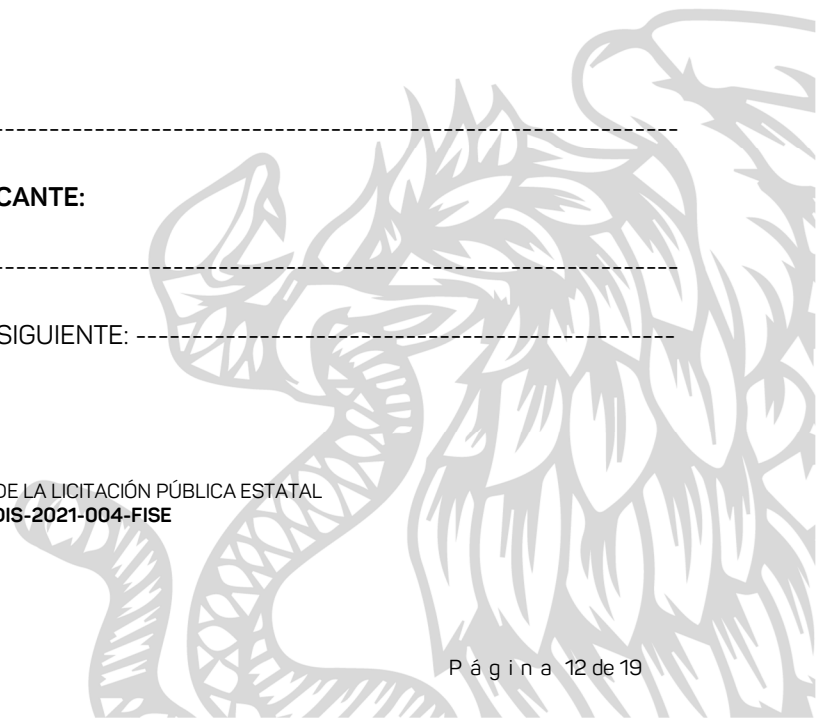 -----------------------------------------------------------------
CANTE:
-----------------------------------------------------------------
SIGUIENTE: ----------------------------------------------------
DE LA LICITACIÓN PÚBLICA ESTATAL
DIS-2021-004-FISE
P á g i n a 12 de 19